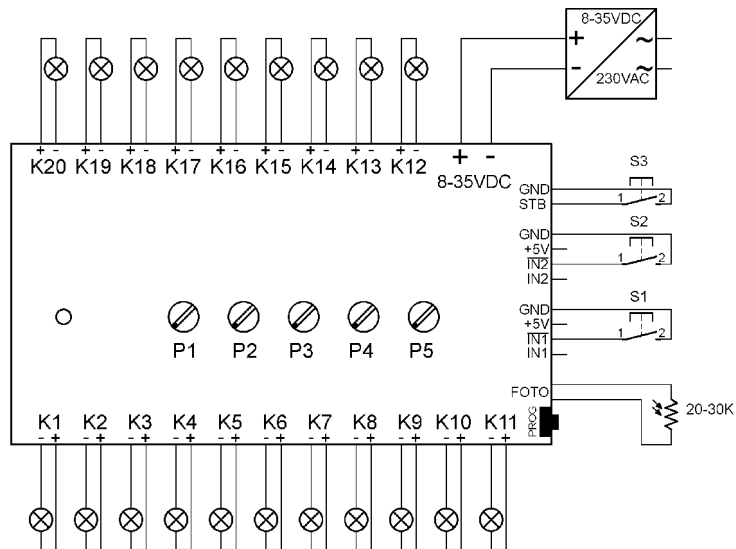 8-35VDC
+ ~
- ~
230VAC
+ - + - + - + - + - + - + - + - + - + -
K20 K19 K18 K17 K16 K15 K14 K13 K12 8-35VDC
S3
GND
STB 1 2
S2
GND
+5V
IN2 1 2
IN2
S1
GND
+5V
IN1 1 2
IN1
P1 P2 P3 P4 P5
FOTO
20-30K
PROG
K1 K2 K3 K4 K5 K6 K7 K8 K9 K10 K11
- + - + - + - + - + - + - + - + - + - + - +